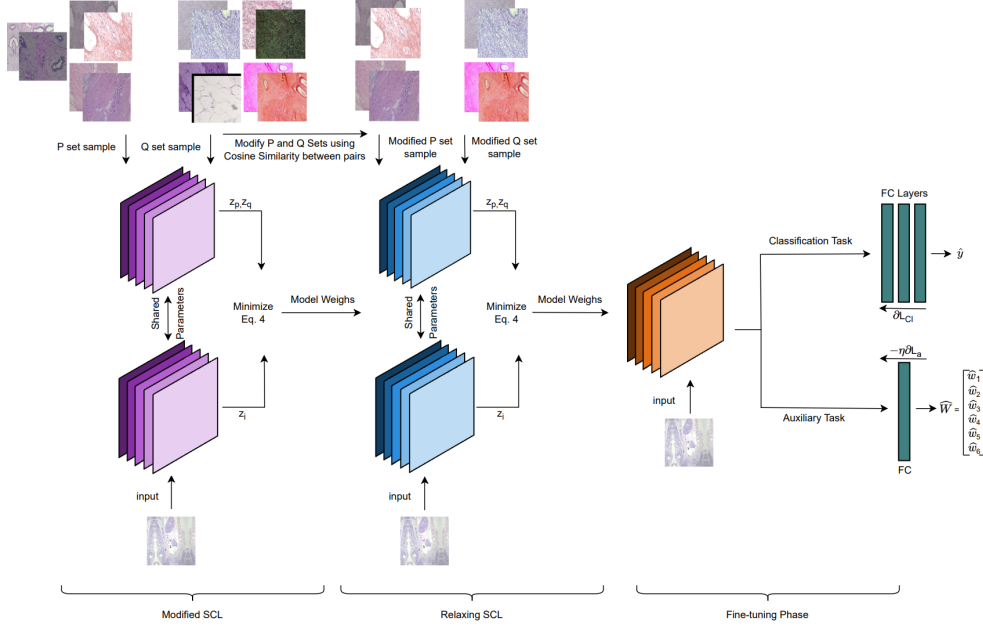 P set sample
Q set sample
Modify P and Q Sets using
Cosine Similarity between pairs
Modified P set
sample
Modified Q set
sample
z_p,z_q
Shared
Parameters
Minimize
Eq. 4
Model Weighs
z_i
input
z_p,z_q
Shared
Parameters
Minimize
Eq. 4
Model Weighs
z_i
input
input
Classification Task
FC Layers
ŷ
∂L_Cl
−η∂L_a
Auxiliary Task
FC
Ŵ =
ŵ_1
ŵ_2
ŵ_3
ŵ_4
ŵ_5
ŵ_6
Modified SCL
Relaxing SCL
Fine-tuning Phase